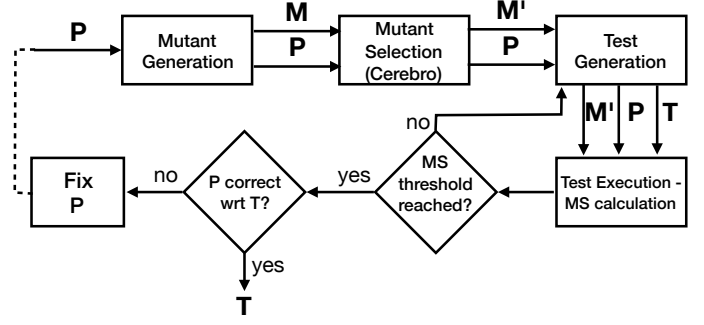 P
Mutant
Generation
M
P
Mutant
Selection
(Cerebro)
M'
P
Test
Generation
M'
P
T
Test Execution -
MS calculation
no
MS
threshold
reached?
yes
P correct
wrt T?
no
Fix
P
yes
T